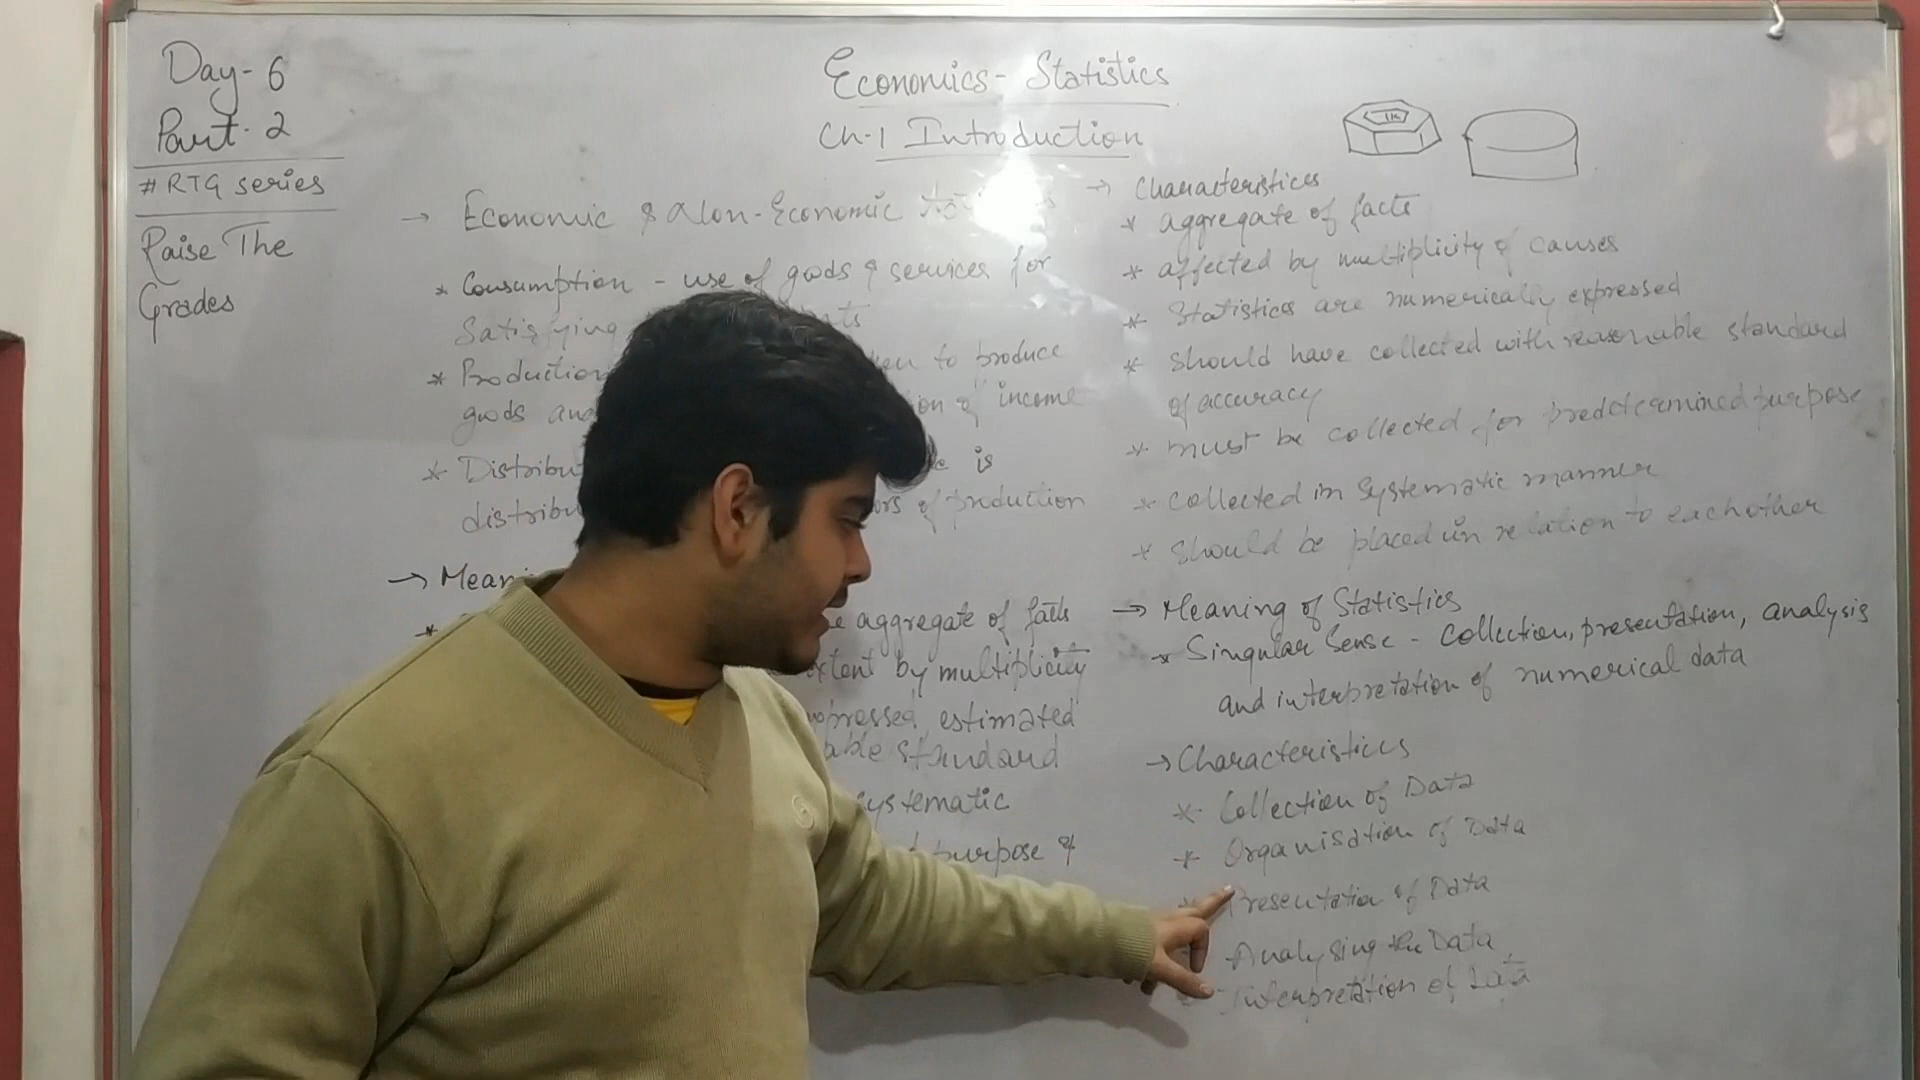 Day-6
Part-2
# RTG series
Raise The
Grades
Economics- Statistics
Ch-1 Introduction
→ Economic & Non-Economic
* Consumption - use of goods & services for
Satisfying
* Production to produce
goods and of income
* is
of production
→
* aggregate of facts
by multiplicity
estimated
standard
systematic
purpose of
→ Characteristics
* aggregate of facts
* affected by multiplicity of causes
* Statistics are numerically expressed
* Should have collected with reasonable standard
of accuracy
* must be collected for predetermined purpose
* collected in systematic manner
* should be placed in relation to eachother
→ Meaning of Statistics
* Singular Sense - Collection, presentation, analysis
and interpretation of numerical data
→ Characteristics
* Collection of Data
* Organisation of Data
* Presentation of Data
Analysing the Data
Interpretation of Data